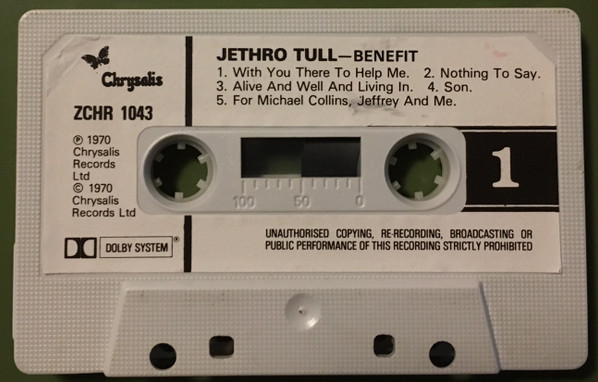 Chrysalis
ZCHR 1043
℗ 1970
Chrysalis
Records
Ltd
© 1970
Chrysalis
Records Ltd
DOLBY SYSTEM®
JETHRO TULL—BENEFIT
1. With You There To Help Me. 2. Nothing To Say.
3. Alive And Well And Living In. 4. Son.
5. For Michael Collins, Jeffrey And Me.
100 50 0
1
UNAUTHORISED COPYING, RE-RECORDING, BROADCASTING OR
PUBLIC PERFORMANCE OF THIS RECORDING STRICTLY PROHIBITED